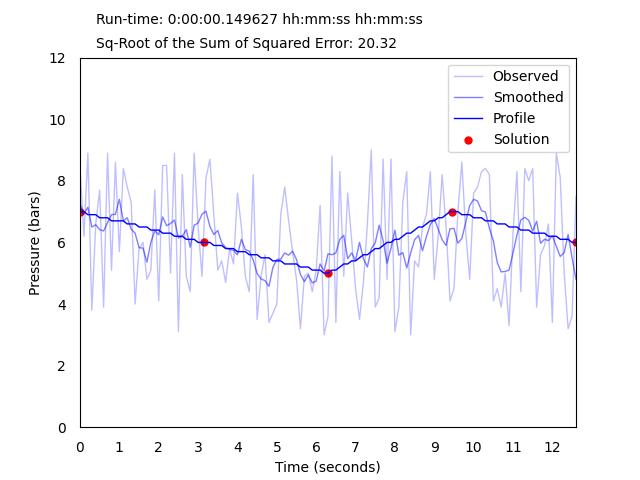 Run-time: 0:00:00.149627 hh:mm:ss hh:mm:ss
Sq-Root of the Sum of Squared Error: 20.32
12
10
8
6
4
2
0
Pressure (bars)
Observed
Smoothed
Profile
Solution
0 1 2 3 4 5 6 7 8 9 10 11 12
Time (seconds)